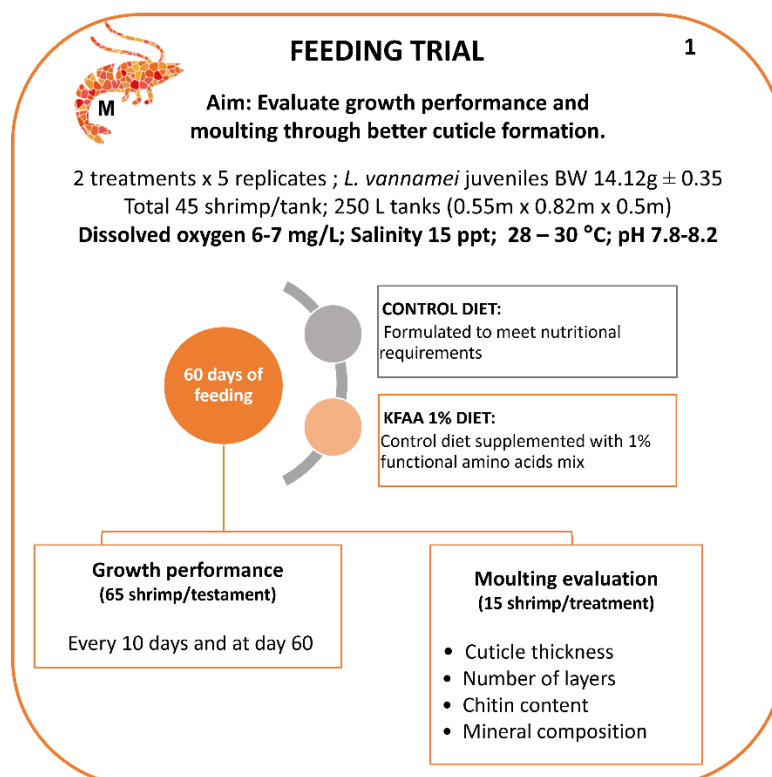 FEEDING TRIAL
1
M
Aim: Evaluate growth performance and
moulting through better cuticle formation.
2 treatments x 5 replicates ; L. vannamei juveniles BW 14.12g ± 0.35
Total 45 shrimp/tank; 250 L tanks (0.55m x 0.82m x 0.5m)
Dissolved oxygen 6-7 mg/L; Salinity 15 ppt; 28 – 30 °C; pH 7.8-8.2
CONTROL DIET:
Formulated to meet nutritional
requirements
60 days of
feeding
KFAA 1% DIET:
Control diet supplemented with 1%
functional amino acids mix
Growth performance
(65 shrimp/testament)
Every 10 days and at day 60
Moulting evaluation
(15 shrimp/treatment)
• Cuticle thickness
• Number of layers
• Chitin content
• Mineral composition